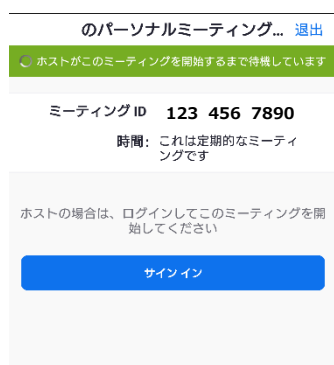 のパーソナルミーティング... 退出
ホストがこのミーティングを開始するまで待機しています
ミーティング ID 123 456 7890
時間: これは定期的なミーティ
ングです
ホストの場合は、ログインしてこのミーティングを開
始してください
サイン イン